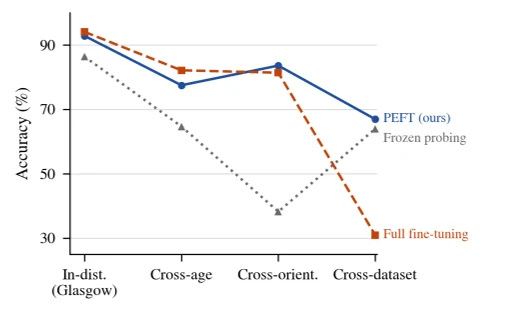 Accuracy (%)
90
70
50
30
PEFT (ours)
Frozen probing
Full fine-tuning
In-dist.
(Glasgow)
Cross-age
Cross-orient.
Cross-dataset